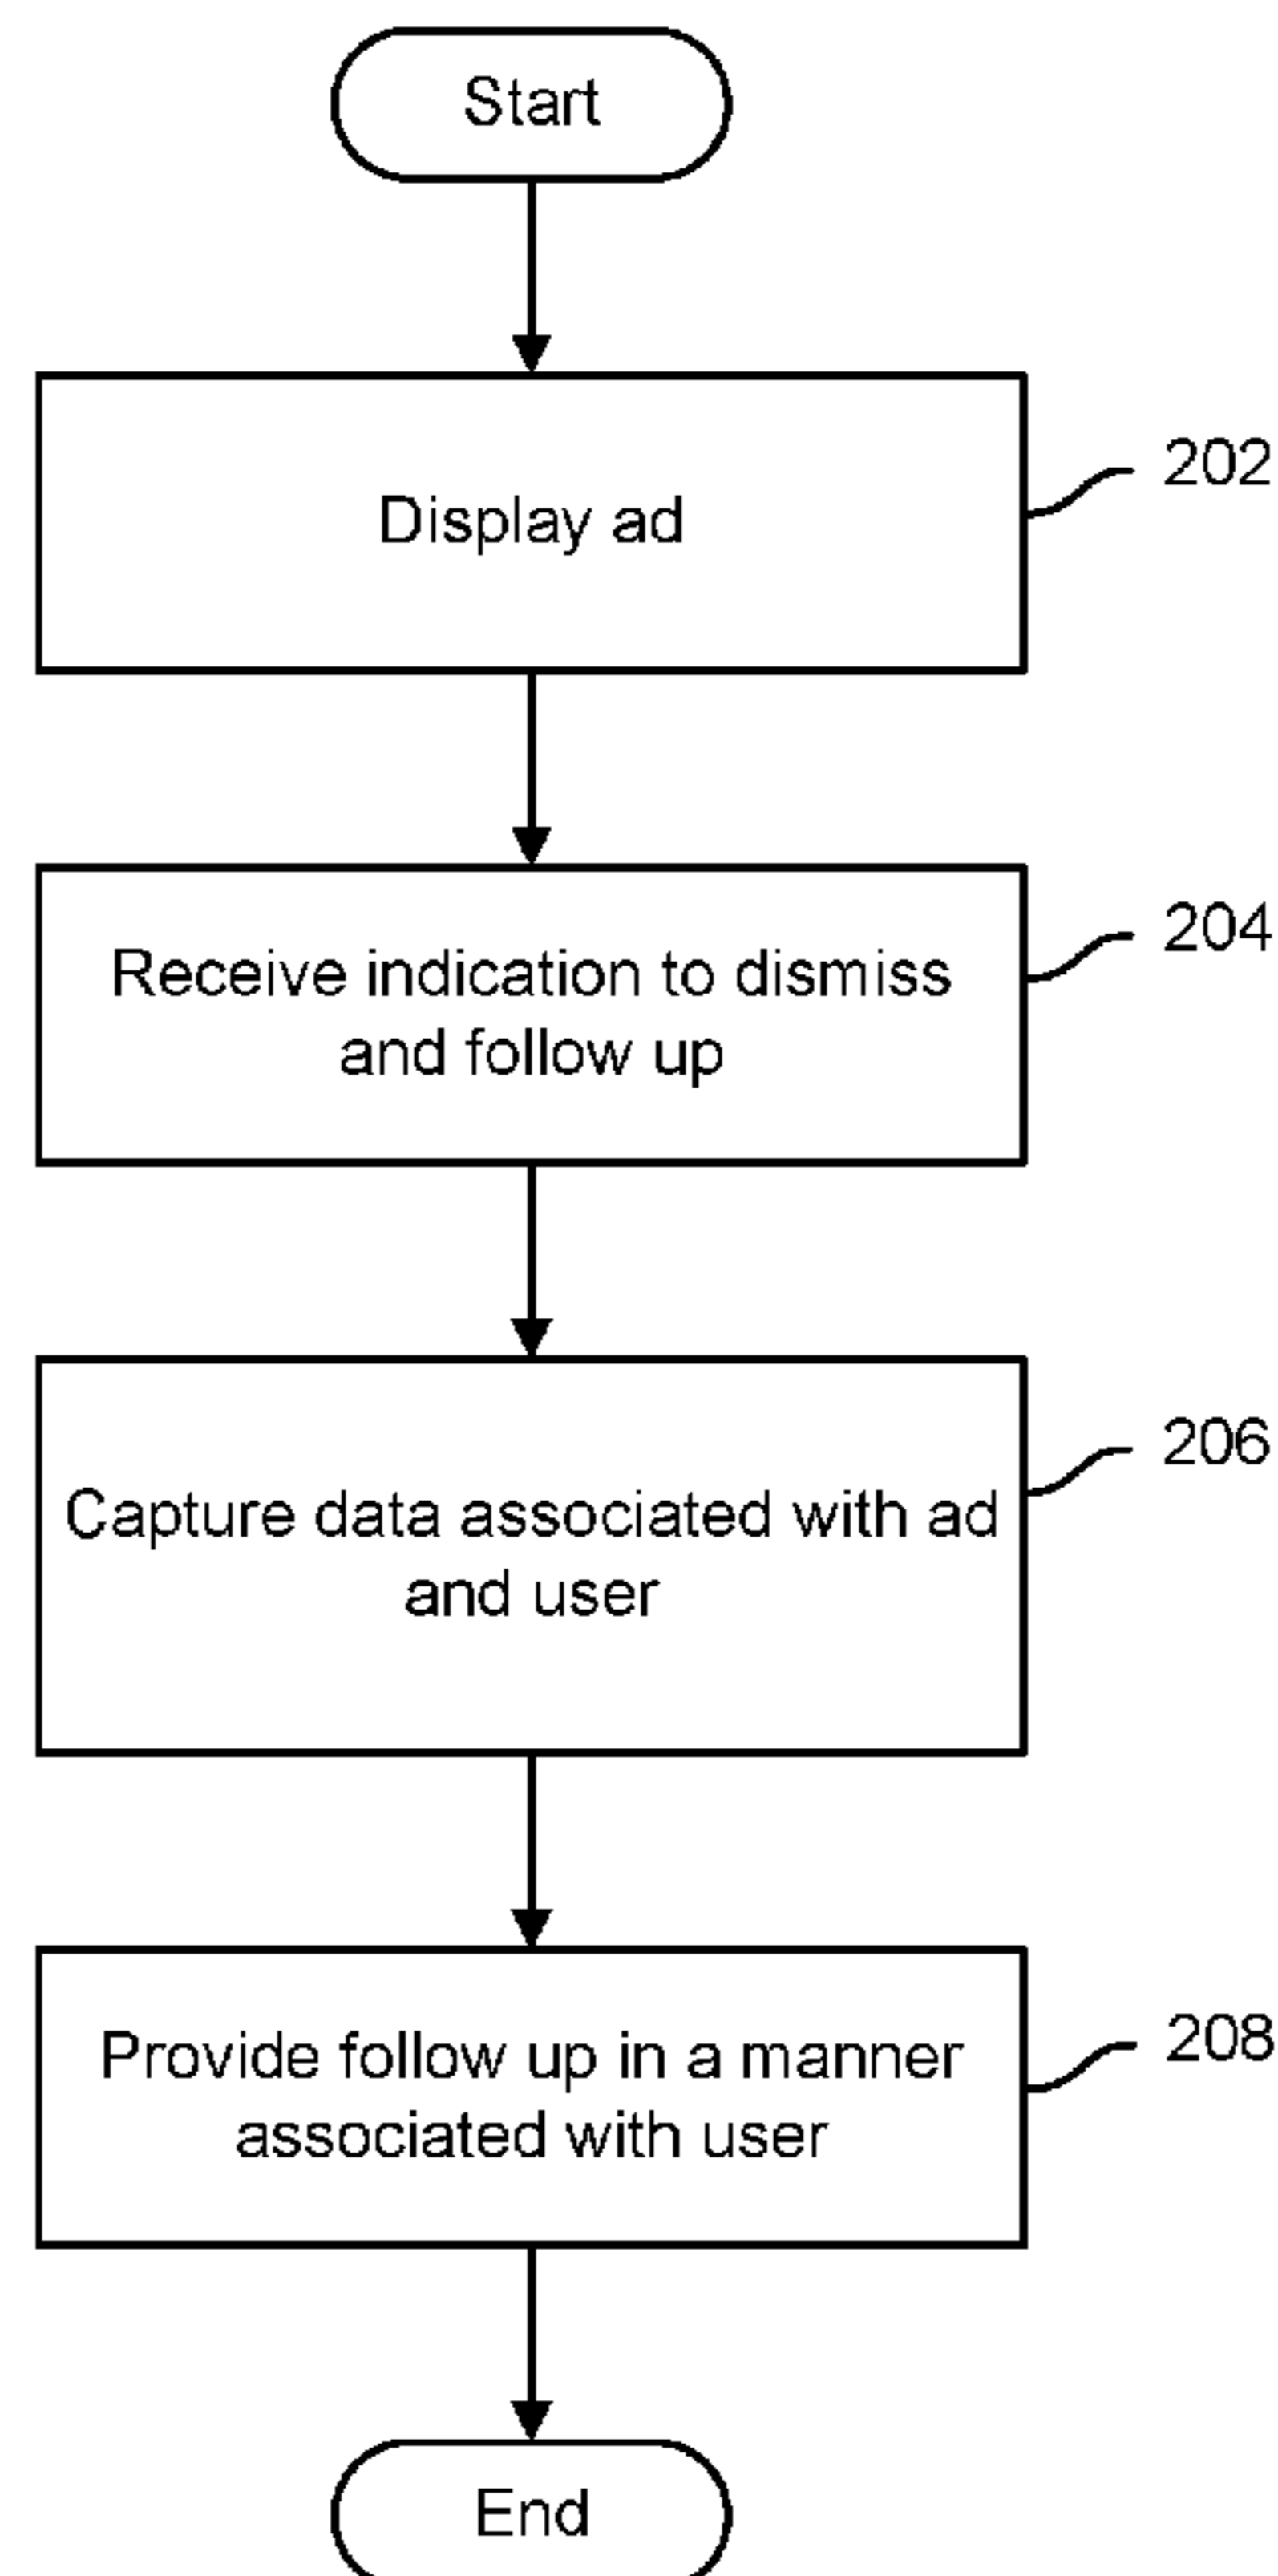 Start
Display ad
202
Receive indication to dismiss
and follow up
204
Capture data associated with ad
and user
206
Provide follow up in a manner
associated with user
208
End